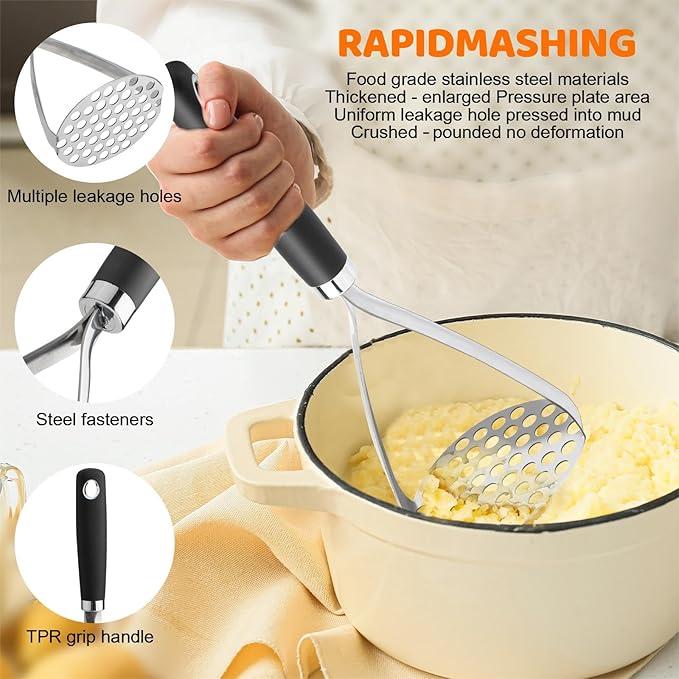 RAPIDMASHING
Food grade stainless steel materials
Thickened - enlarged Pressure plate area
Uniform leakage hole pressed into mud
Crushed - pounded no deformation
Multiple leakage holes
Steel fasteners
TPR grip handle